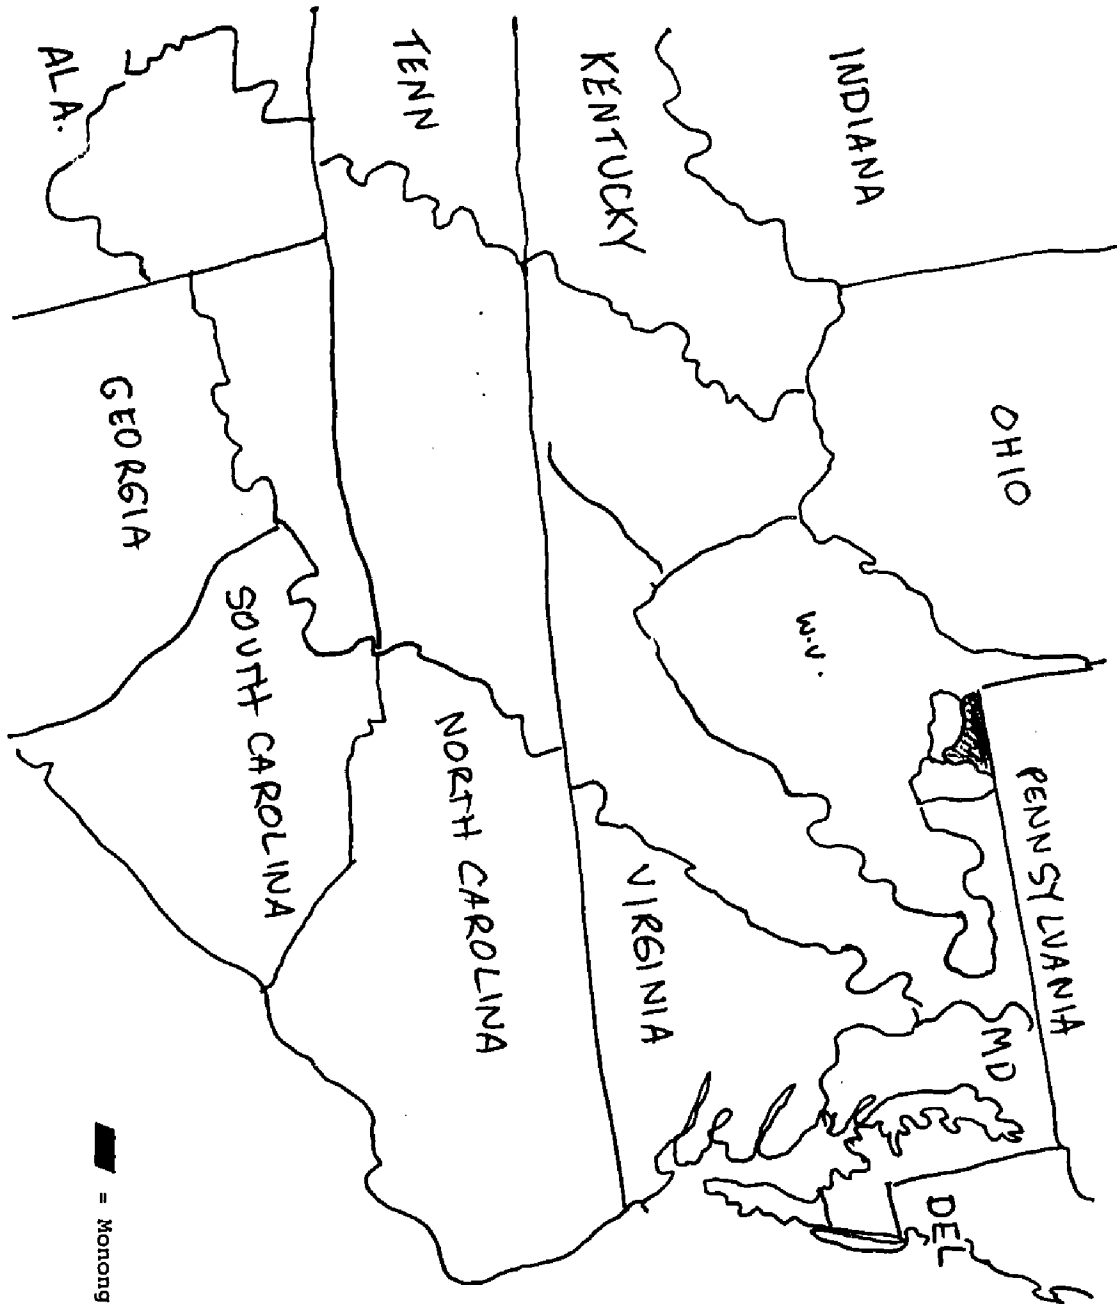 INDIANA
OHIO
PENNSYLVANIA
KENTUCKY
W.V.
MD
DEL
TENN
VIRGINIA
NORTH CAROLINA
ALA.
GEORGIA
SOUTH CAROLINA
= Monong